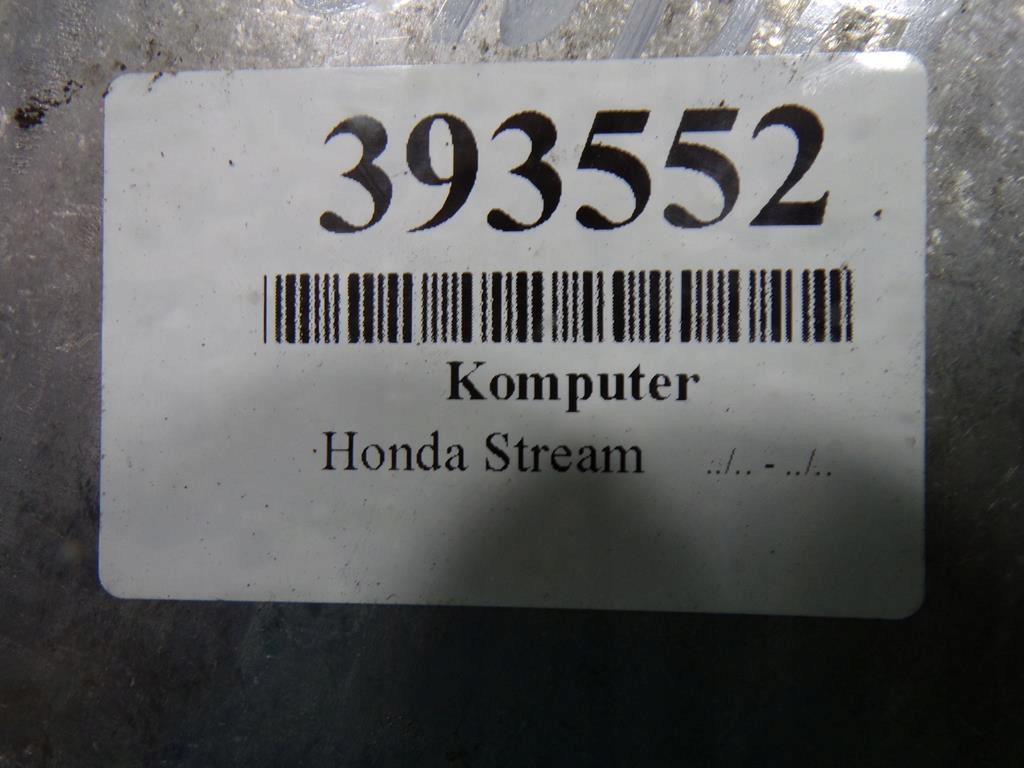 393552
Komputer
Honda Stream ../.. - ../..